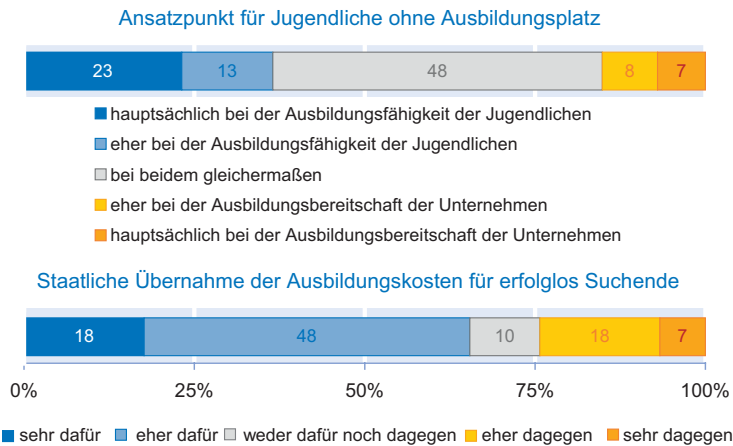 Ansatzpunkt für Jugendliche ohne Ausbildungsplatz
23 13 48 8 7
hauptsächlich bei der Ausbildungsfähigkeit der Jugendlichen
eher bei der Ausbildungsfähigkeit der Jugendlichen
bei beidem gleichermaßen
eher bei der Ausbildungsbereitschaft der Unternehmen
hauptsächlich bei der Ausbildungsbereitschaft der Unternehmen
Staatliche Übernahme der Ausbildungskosten für erfolglos Suchende
18 48 10 18 7
0% 25% 50% 75% 100%
sehr dafür eher dafür weder dafür noch dagegen eher dagegen sehr dagegen